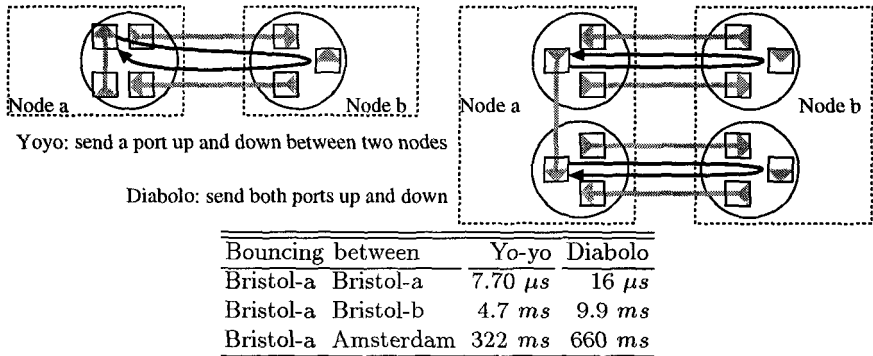 Node a
Node b
Yoyo: send a port up and down between two nodes
Diabolo: send both ports up and down
Node a
Node b
Bouncing between Yo-yo Diabolo
Bristol-a Bristol-a 7.70 μs 16 μs
Bristol-a Bristol-b 4.7 ms 9.9 ms
Bristol-a Amsterdam 322 ms 660 ms